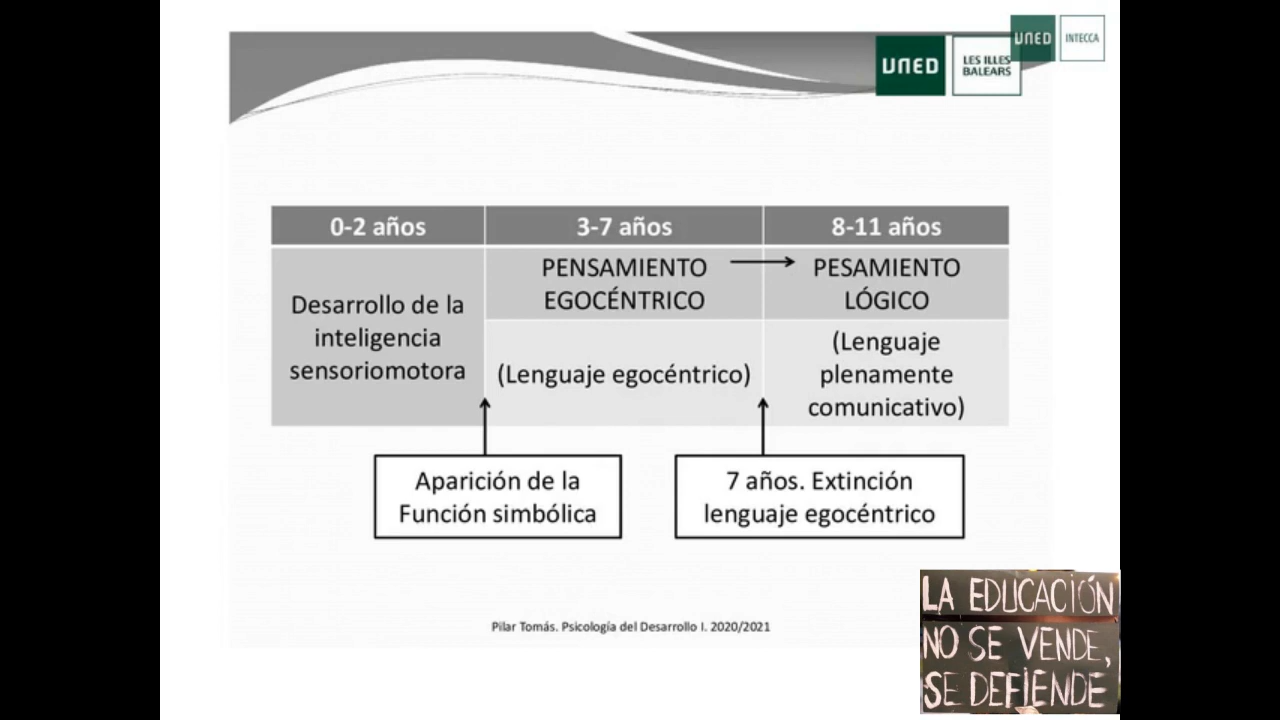 UNED
INTECCA
UNED
LES ILLES
BALEARS
0-2 años
3-7 años
8-11 años
Desarrollo de la
inteligencia
sensoriomotora
PENSAMIENTO
EGOCÉNTRICO
PESAMIENTO
LÓGICO
(Lenguaje egocéntrico)
(Lenguaje
plenamente
comunicativo)
Aparición de la
Función simbólica
7 años. Extinción
lenguaje egocéntrico
Pilar Tomás. Psicología del Desarrollo I. 2020/2021
LA EDUCACIÓN
NO SE VENDE,
SE DEFIENDE